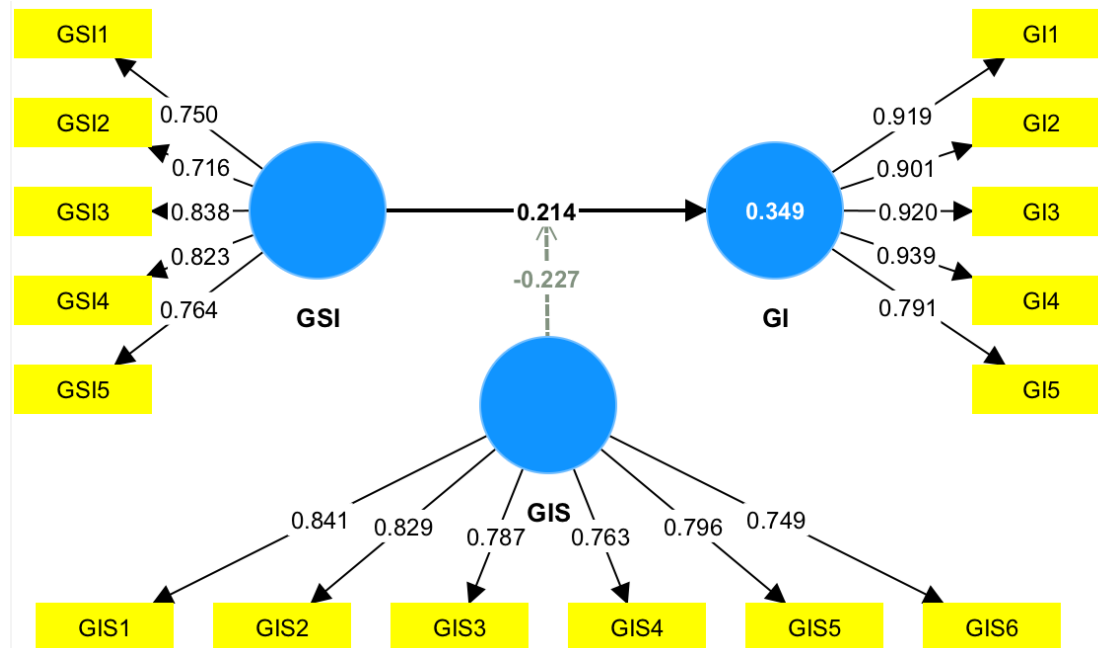 GSI1
GI1
0.750
0.919
GSI2
GI2
0.716
0.901
GSI3
0.838
0.214
0.349
0.920
GI3
0.823
0.939
-0.227
GSI4
0.764
GSI
GI
0.791
GI4
GSI5
GI5
GIS
0.841
0.829
0.787
0.763
0.796
0.749
GIS1
GIS2
GIS3
GIS4
GIS5
GIS6